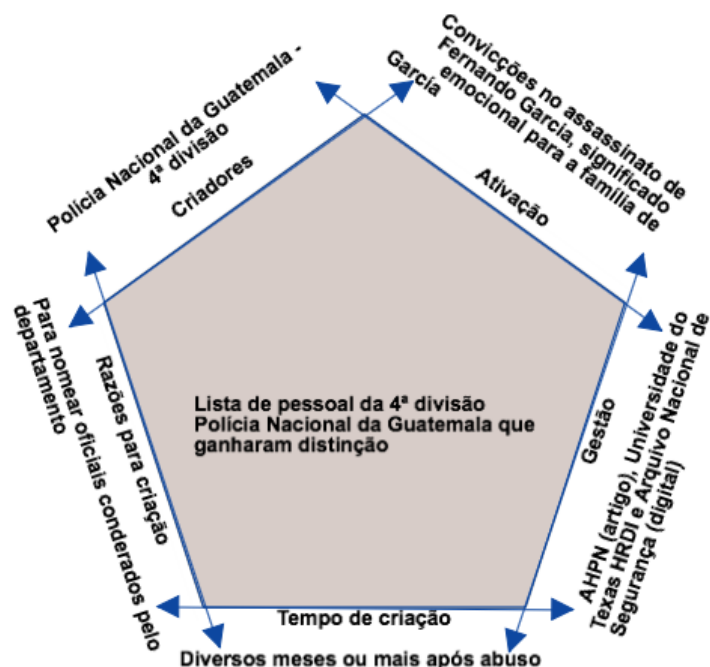 Polícia Nacional da Guatemala -
4ª divisão
Criadores
Convicções no assassinato de
Fernando García, significado
emocional para a família de
García
Ativação
Para nomear oficiais conderados pelo
departamento
Razões para criação
Lista de pessoal da 4ª divisão
Polícia Nacional da Guatemala que
ganharam distinção
Gestão
AHPN (artigo), Universidade do
Texas HRDI e Arquivo Nacional de
Segurança (digital)
Tempo de criação
Diversos meses ou mais após abuso